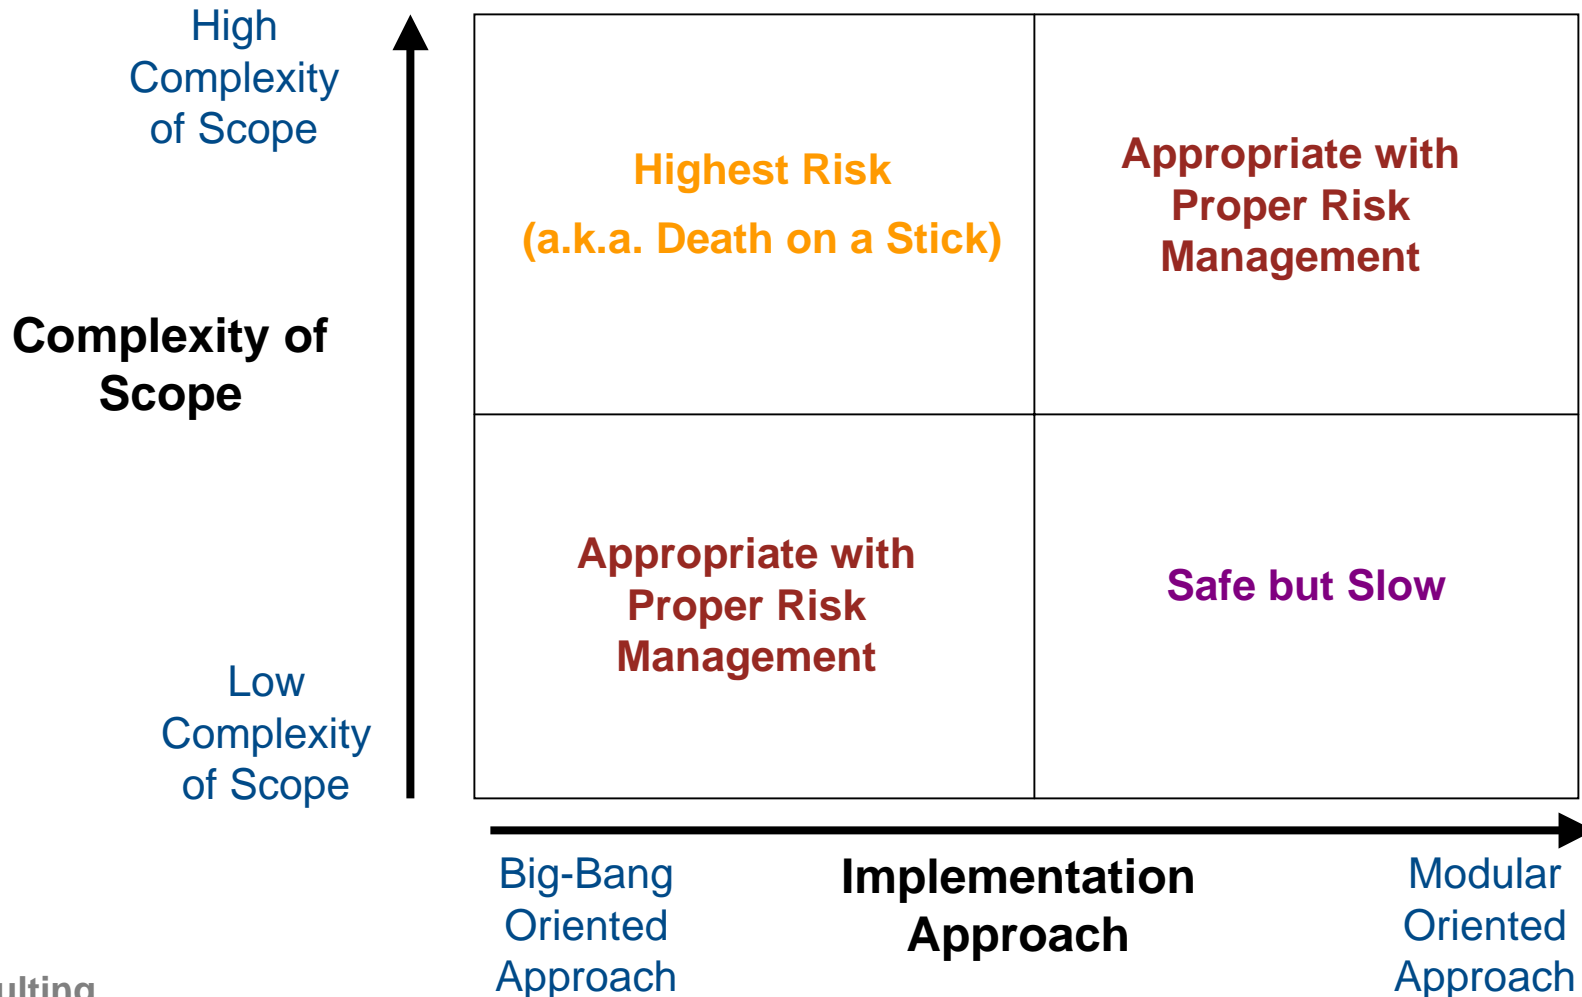 High
Complexity
of Scope
Complexity of
Scope
Low
Complexity
of Scope
Highest Risk
(a.k.a. Death on a Stick)
Appropriate with
Proper Risk
Management
Appropriate with
Proper Risk
Management
Safe but Slow
Big-Bang
Oriented
Approach
Implementation
Approach
Modular
Oriented
Approach